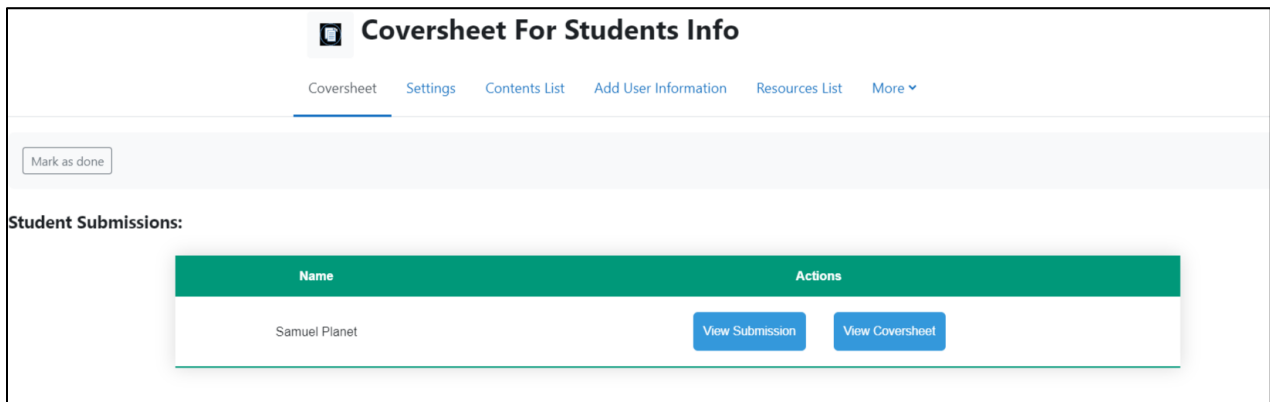 Coversheet For Students Info
Coversheet Settings Contents List Add User Information Resources List More
Mark as done
Student Submissions:
Name Actions
Samuel Planet View Submission View Coversheet